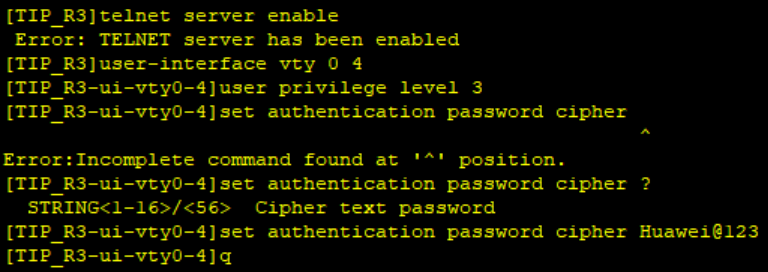 [TIP_R3]telnet server enable
 Error: TELNET server has been enabled
[TIP_R3]user-interface vty 0 4
[TIP_R3-ui-vty0-4]user privilege level 3
[TIP_R3-ui-vty0-4]set authentication password cipher
^
Error:Incomplete command found at '^' position.
[TIP_R3-ui-vty0-4]set authentication password cipher ?
  STRING<1-16>/<56>  Cipher text password
[TIP_R3-ui-vty0-4]set authentication password cipher Huawei@123
[TIP_R3-ui-vty0-4]q